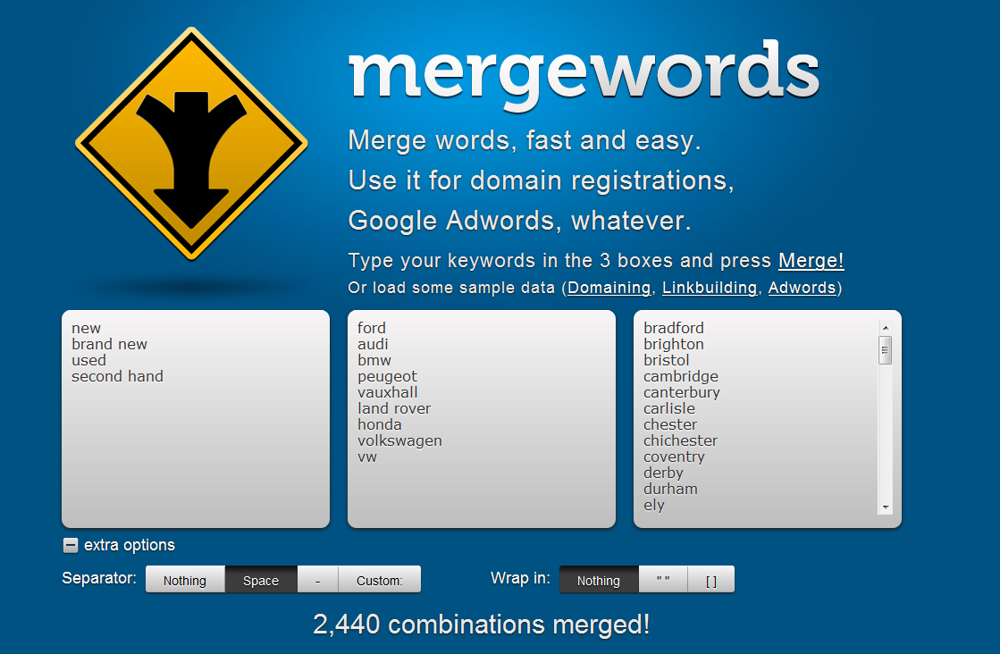 mergewords
Merge words, fast and easy.
Use it for domain registrations,
Google Adwords, whatever.
Type your keywords in the 3 boxes and press Merge!
Or load some sample data (Domaining, Linkbuilding, Adwords)
new
brand new
used
second hand
ford
audi
bmw
peugeot
vauxhall
land rover
honda
volkswagen
vw
bradford
brighton
bristol
cambridge
canterbury
carlisle
chester
chichester
coventry
derby
durham
ely
extra options
Separator: Nothing Space - Custom: Wrap in: Nothing " " [ ]
2,440 combinations merged!